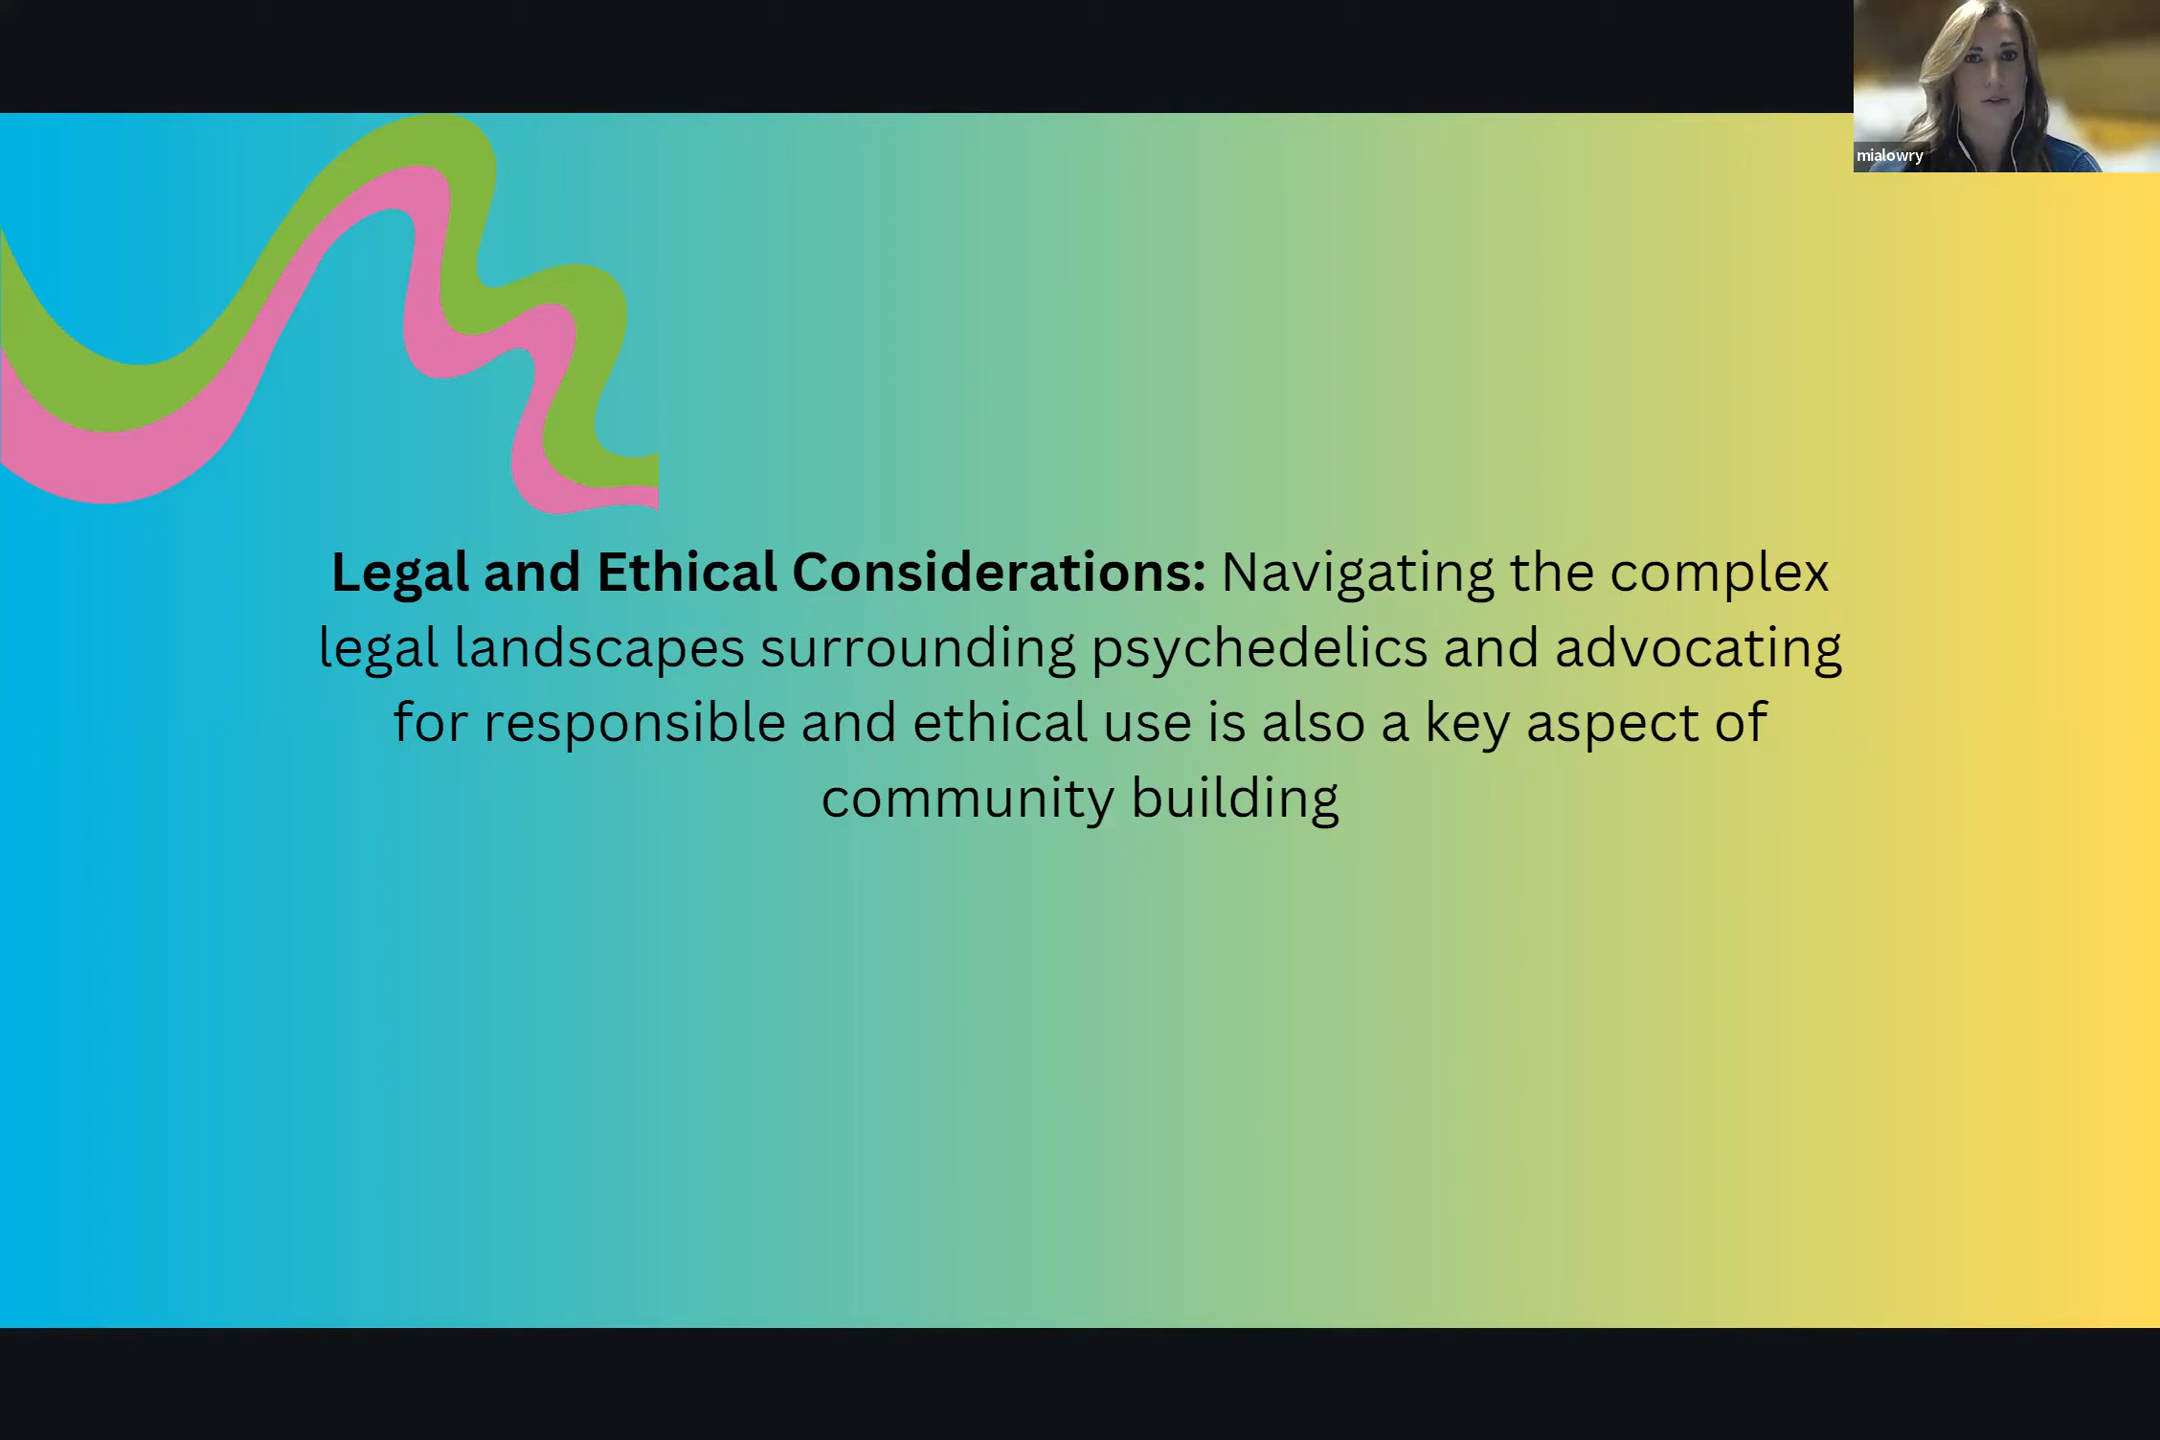 mialowry
Legal and Ethical Considerations: Navigating the complex
legal landscapes surrounding psychedelics and advocating
for responsible and ethical use is also a key aspect of
community building